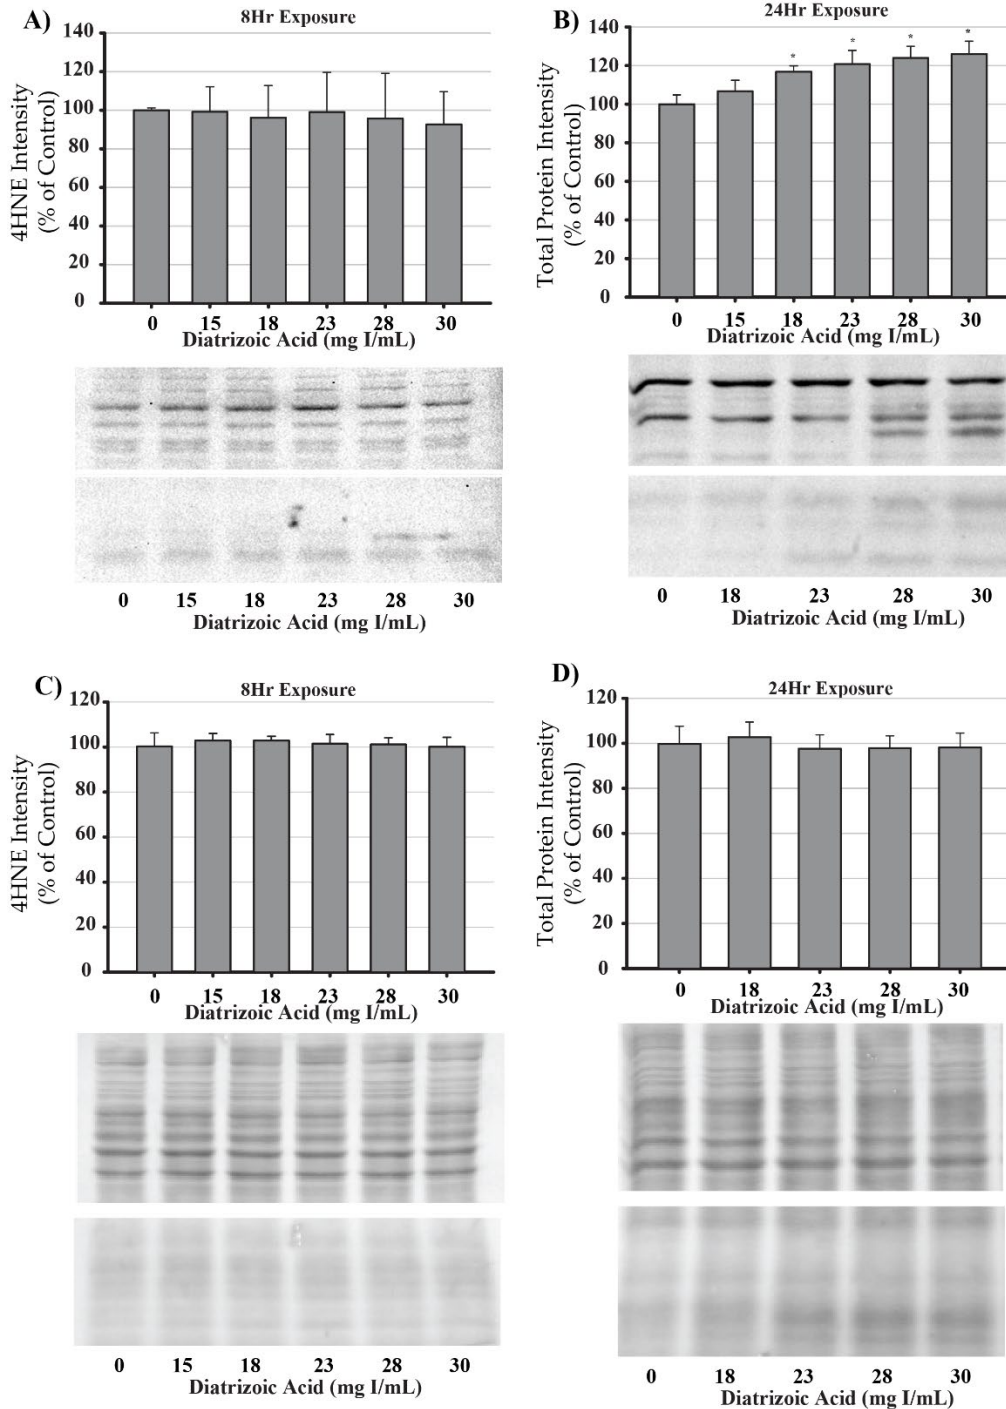 A)
8Hr Exposure
4HNE Intensity
(% of Control)
140
120
100
80
60
40
20
0
0 15 18 23 28 30
Diatrizoic Acid (mg I/mL)
0 15 18 23 28 30
Diatrizoic Acid (mg I/mL)
B)
24Hr Exposure
Total Protein Intensity
(% of Control)
140
120
100
80
60
40
20
0
* * * *
0 15 18 23 28 30
Diatrizoic Acid (mg I/mL)
0 18 23 28 30
Diatrizoic Acid (mg I/mL)
C)
8Hr Exposure
4HNE Intensity
(% of Control)
120
100
80
60
40
20
0
0 15 18 23 28 30
Diatrizoic Acid (mg I/mL)
0 15 18 23 28 30
Diatrizoic Acid (mg I/mL)
D)
24Hr Exposure
Total Protein Intensity
(% of Control)
120
100
80
60
40
20
0
0 18 23 28 30
Diatrizoic Acid (mg I/mL)
0 18 23 28 30
Diatrizoic Acid (mg I/mL)